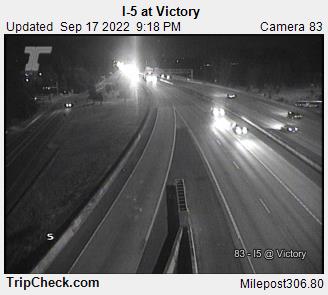 I-5 at Victory
Updated Sep 17 2022 9:18 PM Camera 83
T
S
83 - I5 @ Victory
TripCheck.com Milepost306.80